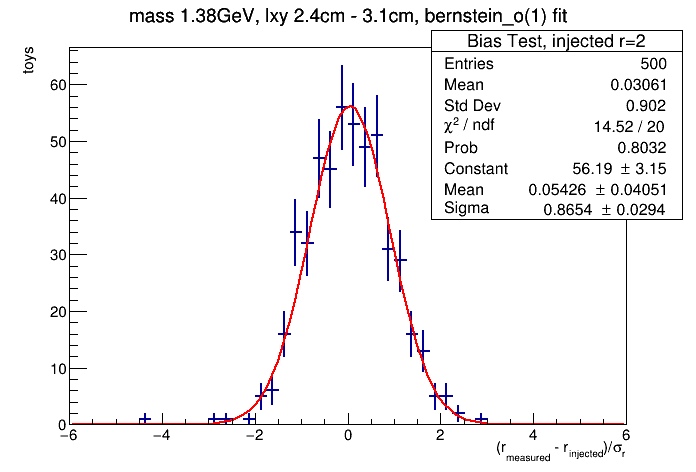 mass 1.38GeV, lxy 2.4cm - 3.1cm, bernstein_o(1) fit
toys
Bias Test, injected r=2
Entries 500
Mean 0.03061
Std Dev 0.902
χ² / ndf 14.52 / 20
Prob 0.8032
Constant 56.19 ± 3.15
Mean 0.05426 ± 0.04051
Sigma 0.8654 ± 0.0294
60
50
40
30
20
10
0
−6 −4 −2 0 2 4 6
(r_measured - r_injected)/σ_r